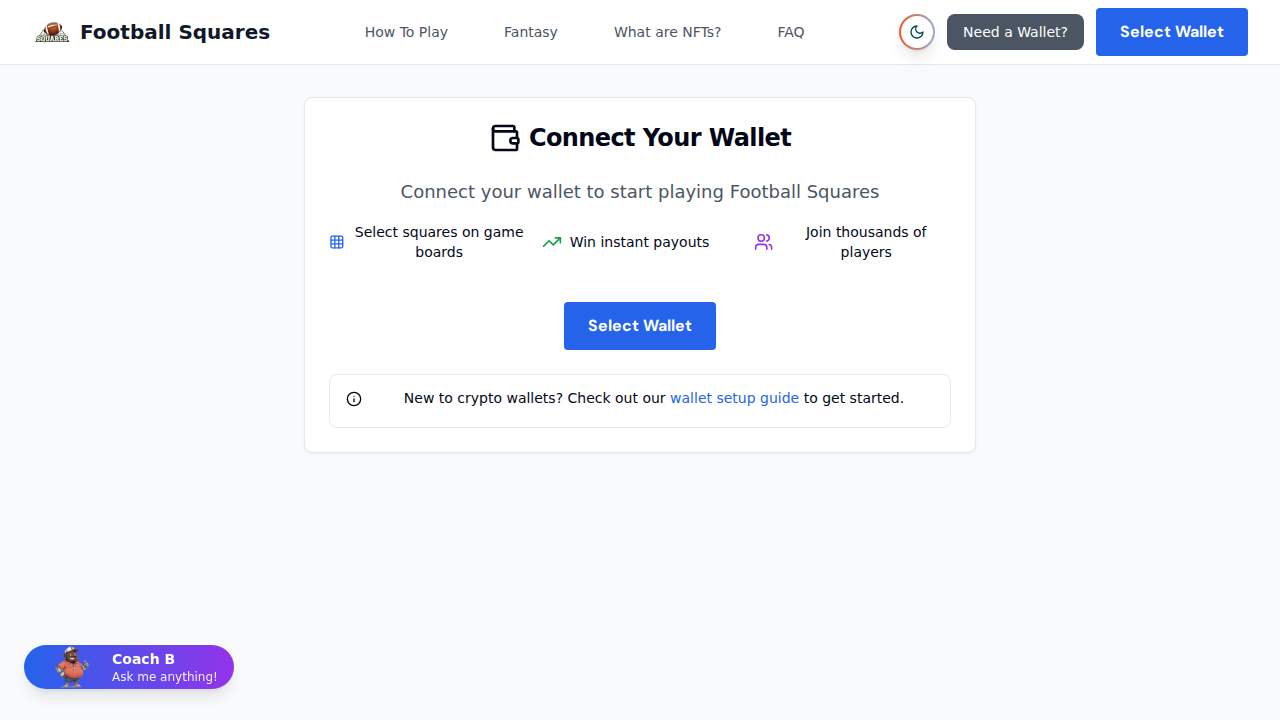 SQUARES
Football Squares
How To Play
Fantasy
What are NFTs?
FAQ
Need a Wallet?
Select Wallet
Connect Your Wallet
Connect your wallet to start playing Football Squares
Select squares on game
boards
Win instant payouts
Join thousands of
players
Select Wallet
New to crypto wallets? Check out our wallet setup guide to get started.
Coach B
Ask me anything!